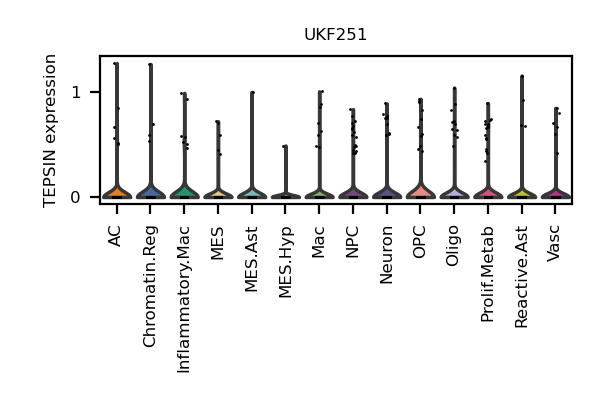 UKF251
TEPSIN expression
1
0
AC
Chromatin.Reg
Inflammatory.Mac
MES
MES.Ast
MES.Hyp
Mac
NPC
Neuron
OPC
Oligo
Prolif.Metab
Reactive.Ast
Vasc